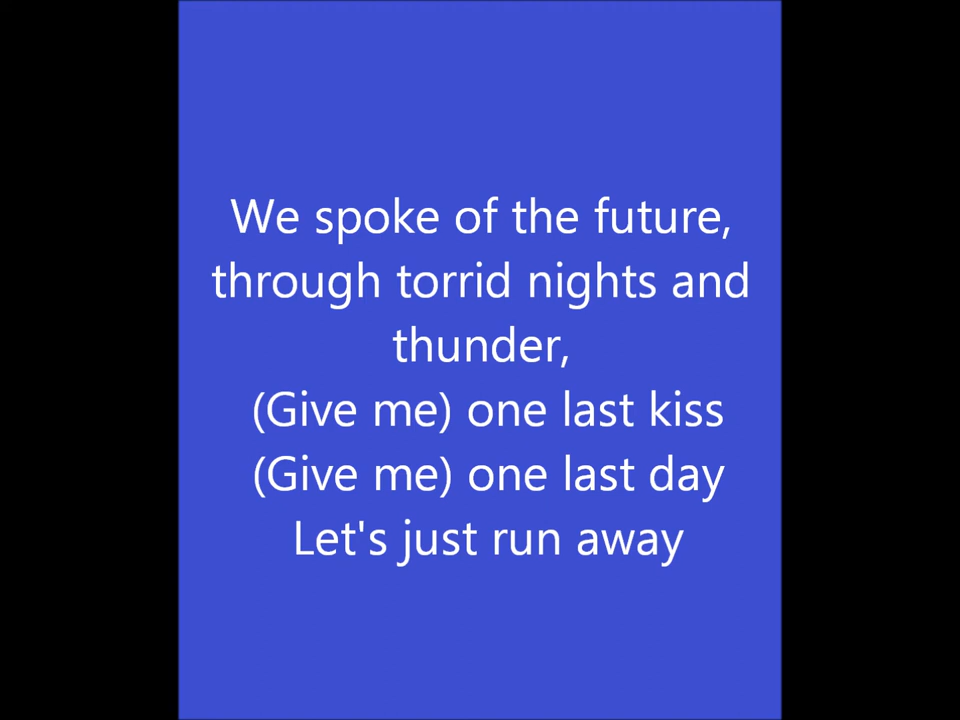 We spoke of the future,
through torrid nights and
thunder,
(Give me) one last kiss
(Give me) one last day
Let's just run away